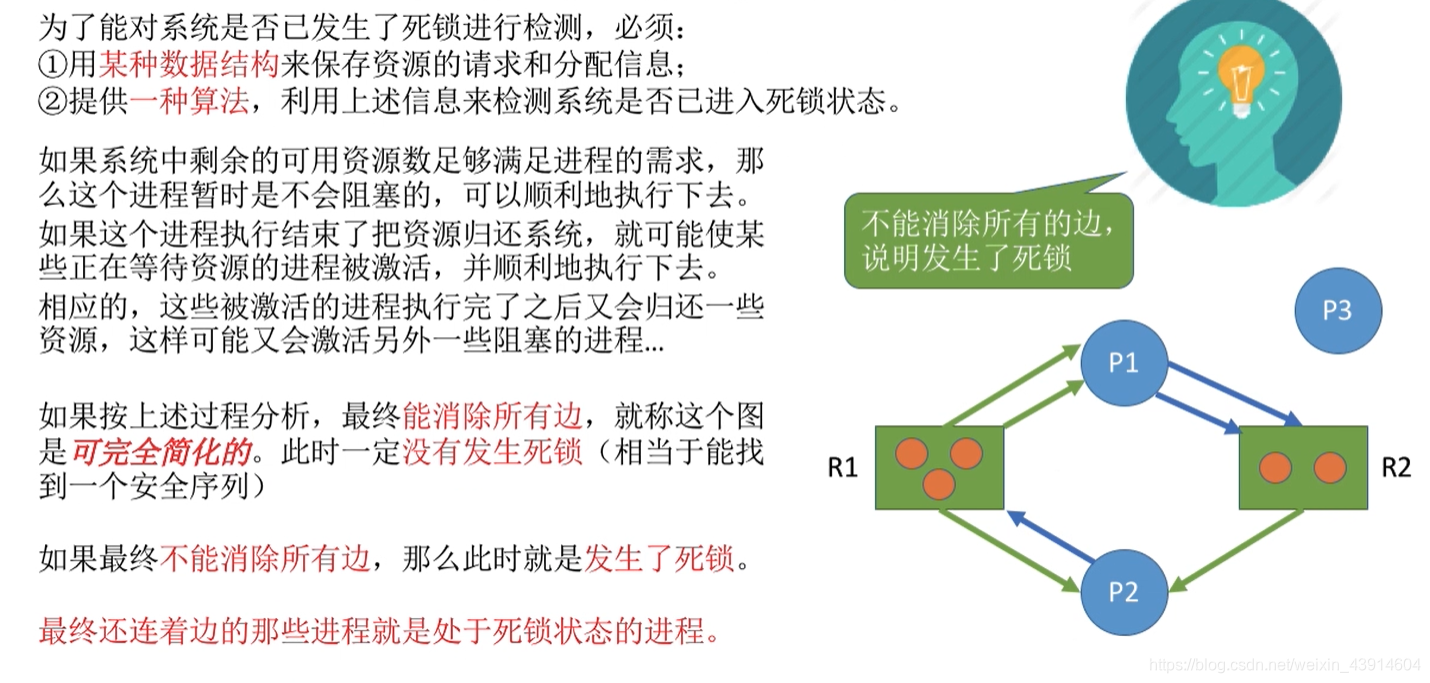 为了能对系统是否已发生了死锁进行检测，必须：
①用某种数据结构来保存资源的请求和分配信息；
②提供一种算法，利用上述信息来检测系统是否已进入死锁状态。
如果系统中剩余的可用资源数足够满足进程的需求，那
么这个进程暂时是不会阻塞的，可以顺利地执行下去。
如果这个进程执行结束了把资源归还系统，就可能使某
些正在等待资源的进程被激活，并顺利地执行下去。
相应的，这些被激活的进程执行完了之后又会归还一些
资源，这样可能又会激活另外一些阻塞的进程...
如果按上述过程分析，最终能消除所有边，就称这个图
是可完全简化的。此时一定没有发生死锁（相当于能找
到一个安全序列）
如果最终不能消除所有边，那么此时就是发生了死锁。
最终还连着边的那些进程就是处于死锁状态的进程。
不能消除所有的边，
说明发生了死锁
P3
P1
R1
R2
P2
https://blog.csdn.net/weixin_43914604